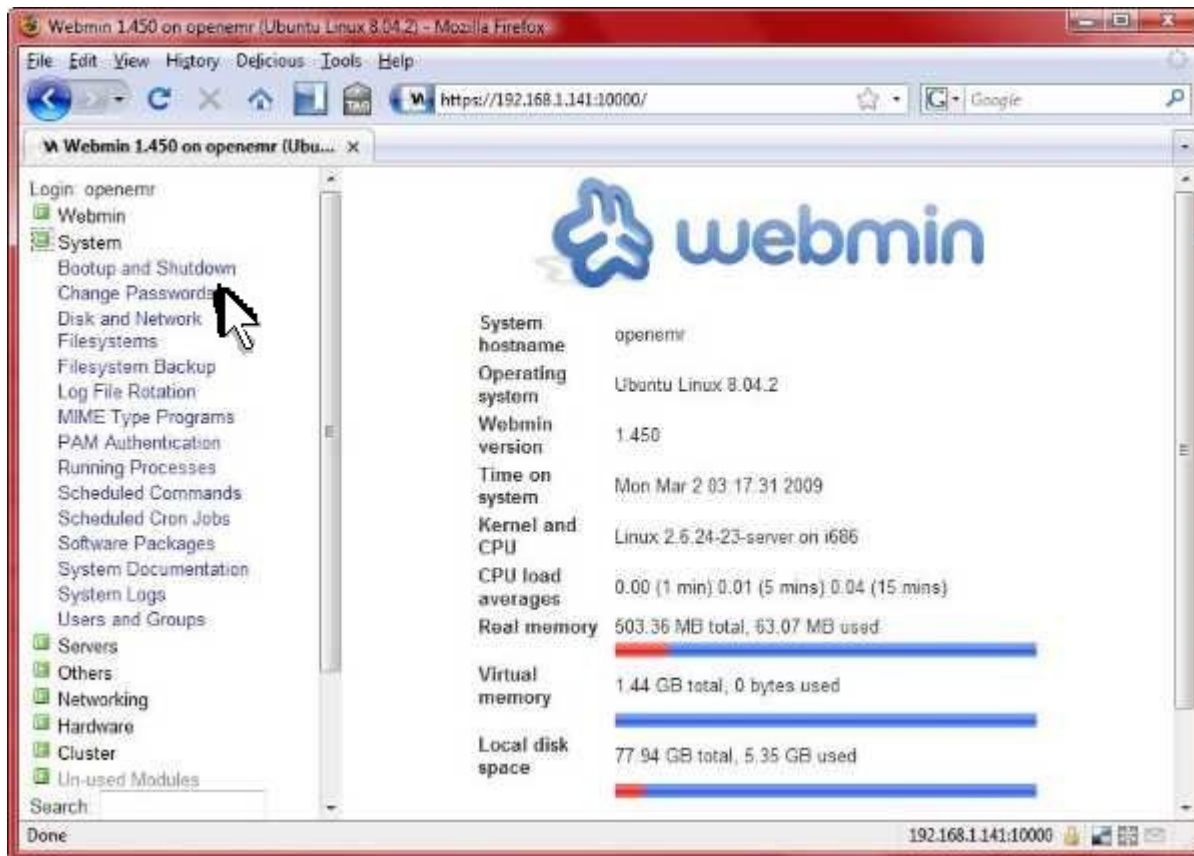 Webmin 1.450 on openemr (Ubuntu Linux 8.04.2) - Mozilla Firefox
File Edit View History Delicious Tools Help
https://192.168.1.141:10000/
Google
Webmin 1.450 on openemr (Ubu...
Login: openemr
Webmin
System
Bootup and Shutdown
Change Passwords
Disk and Network
Filesystems
Filesystem Backup
Log File Rotation
MIME Type Programs
PAM Authentication
Running Processes
Scheduled Commands
Scheduled Cron Jobs
Software Packages
System Documentation
System Logs
Users and Groups
Servers
Others
Networking
Hardware
Cluster
Un-used Modules
Search:
webmin
System
hostname
openemr
Operating
system
Ubuntu Linux 8.04.2
Webmin
version
1.450
Time on
system
Mon Mar 2 03:17:31 2009
Kernel and
CPU
Linux 2.6.24-23-server on i686
CPU load
averages
0.00 (1 min) 0.01 (5 mins) 0.04 (15 mins)
Real memory 503.36 MB total, 63.07 MB used
Virtual
memory
1.44 GB total, 0 bytes used
Local disk
space
77.94 GB total, 5.35 GB used
Done
192.168.1.141:10000